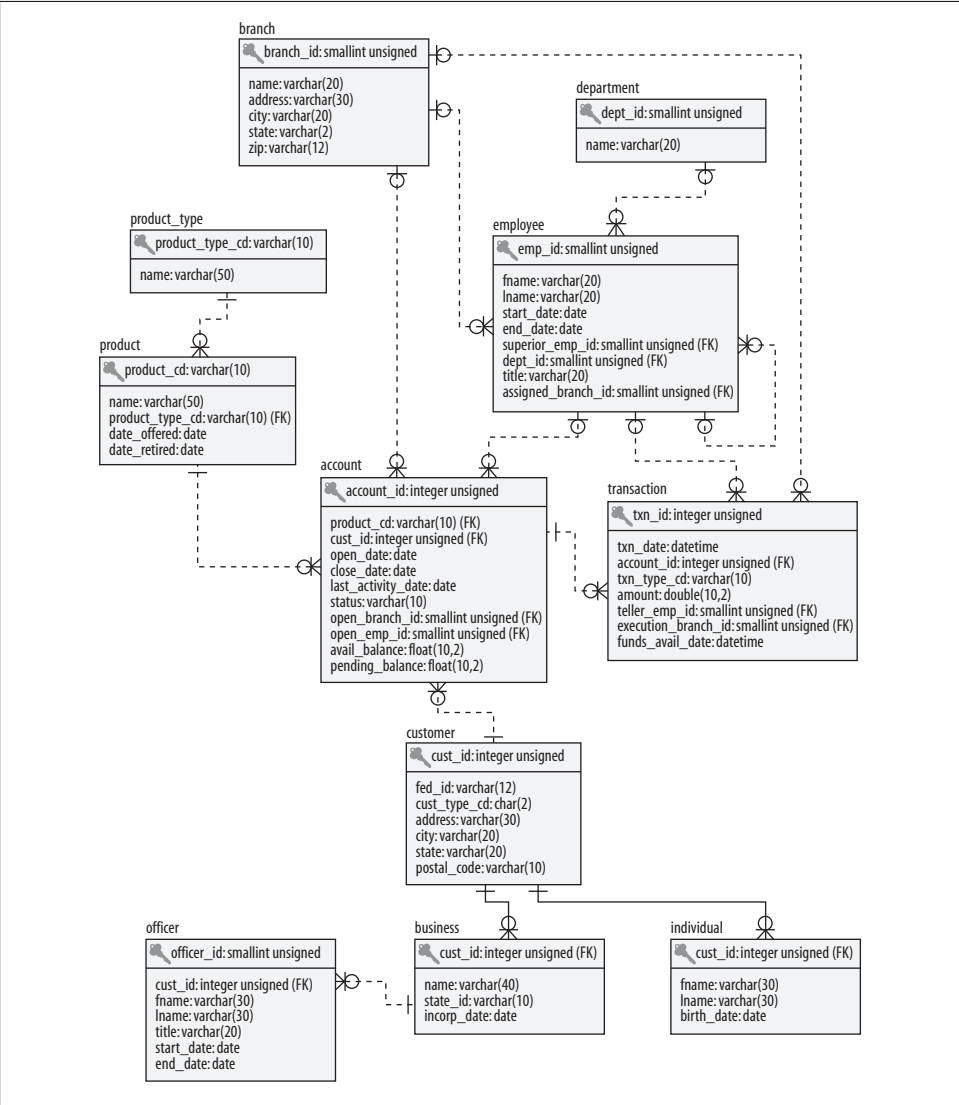 branch
branch_id: smallint unsigned
name: varchar(20)
address: varchar(30)
city: varchar(20)
state: varchar(2)
zip: varchar(12)
department
dept_id: smallint unsigned
name: varchar(20)
product_type
product_type_cd: varchar(10)
name: varchar(50)
employee
emp_id: smallint unsigned
fname: varchar(20)
lname: varchar(20)
start_date: date
end_date: date
superior_emp_id: smallint unsigned (FK)
dept_id: smallint unsigned (FK)
title: varchar(20)
assigned_branch_id: smallint unsigned (FK)
product
product_cd: varchar(10)
name: varchar(50)
product_type_cd: varchar(10) (FK)
date_offered: date
date_retired: date
account
account_id: integer unsigned
product_cd: varchar(10) (FK)
cust_id: integer unsigned (FK)
open_date: date
close_date: date
last_activity_date: date
status: varchar(10)
open_branch_id: smallint unsigned (FK)
open_emp_id: smallint unsigned (FK)
avail_balance: float(10,2)
pending_balance: float(10,2)
transaction
txn_id: integer unsigned
txn_date: datetime
account_id: integer unsigned (FK)
txn_type_cd: varchar(10)
amount: double(10,2)
teller_emp_id: smallint unsigned (FK)
execution_branch_id: smallint unsigned (FK)
funds_avail_date: datetime
customer
cust_id: integer unsigned
fed_id: varchar(12)
cust_type_cd: char(2)
address: varchar(30)
city: varchar(20)
state: varchar(20)
postal_code: varchar(10)
officer
officer_id: smallint unsigned
cust_id: integer unsigned (FK)
fname: varchar(30)
lname: varchar(30)
title: varchar(20)
start_date: date
end_date: date
business
cust_id: integer unsigned (FK)
name: varchar(40)
state_id: varchar(10)
incorp_date: date
individual
cust_id: integer unsigned (FK)
fname: varchar(30)
lname: varchar(30)
birth_date: date